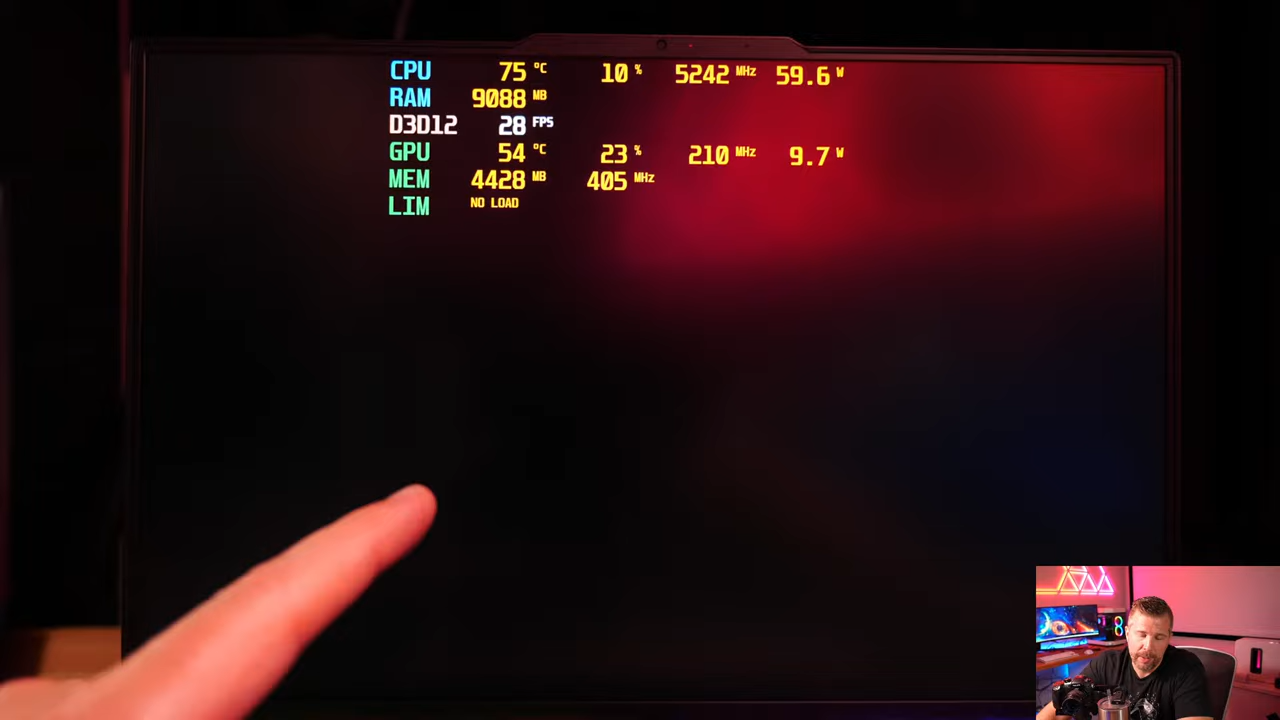 CPU 75 °C 10 % 5242 MHz 59.6 W
RAM 9088 MB
D3D12 28 FPS
GPU 54 °C 23 % 210 MHz 9.7 W
MEM 4428 MB 405 MHz
LIM NO LOAD